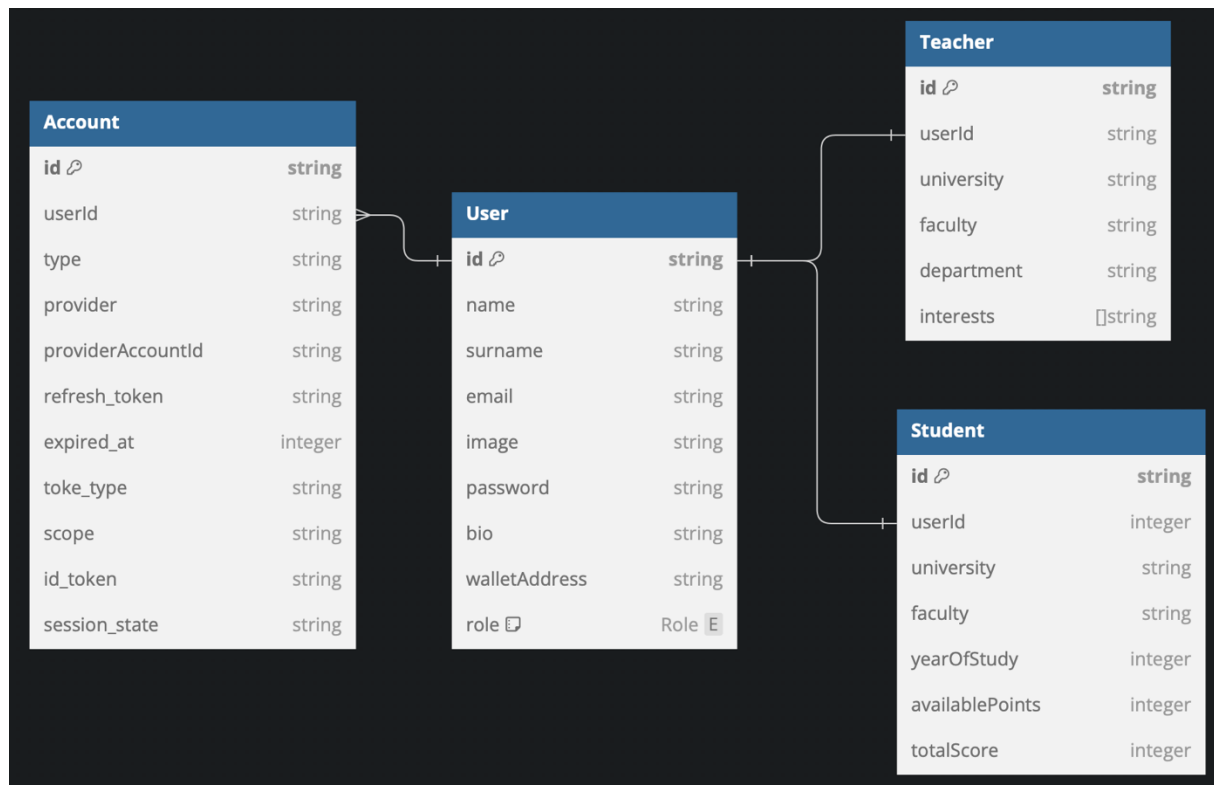 Account
id string
userId string
type string
provider string
providerAccountId string
refresh_token string
expired_at integer
toke_type string
scope string
id_token string
session_state string
User
id string
name string
surname string
email string
image string
password string
bio string
walletAddress string
role Role E
Teacher
id string
userId string
university string
faculty string
department string
interests []string
Student
id string
userId integer
university string
faculty string
yearOfStudy integer
availablePoints integer
totalScore integer